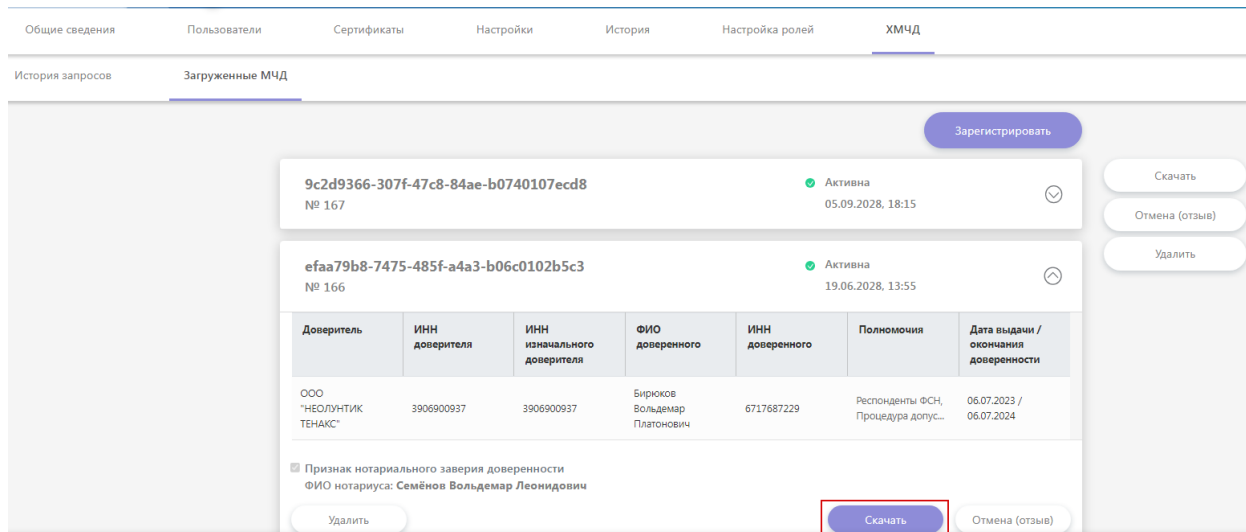 Общие сведения Пользователи Сертификаты Настройки История Настройка ролей ХМЧД
История запросов Загруженные МЧД
Зарегистрировать
9c2d9366-307f-47c8-84ae-b0740107ecd8 Активна
№ 167 05.09.2028, 18:15
Скачать
Отмена (отзыв)
Удалить
efaa79b8-7475-485f-a4a3-b06c0102b5c3 Активна
№ 166 19.06.2028, 13:55
Доверитель ИНН ИНН ФИО ИНН Полномочия Дата выдачи /
доверителя изначального доверенного доверенного окончания
доверителя доверенности
ООО Бирюков
"НЕОЛУНТИК 3906900937 3906900937 Вольдемар 6717687229 Респонденты ФСН, 06.07.2023 /
ТЕНАКС" Платонович Процедура допус... 06.07.2024
Признак нотариального заверия доверенности
ФИО нотариуса: Семёнов Вольдемар Леонидович
Удалить Скачать Отмена (отзыв)